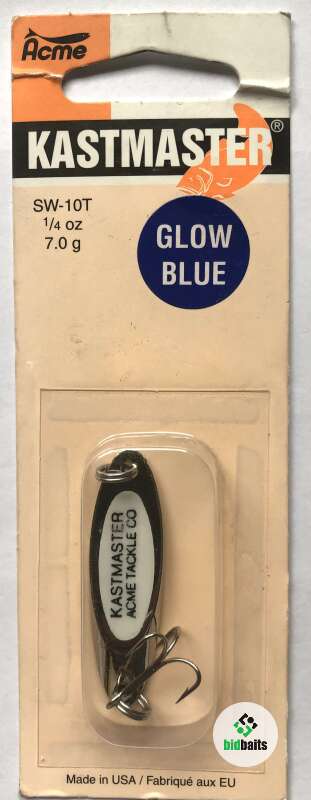 Acme
KASTMASTER®
SW-10T
1/4 oz
7.0 g
GLOW
BLUE
KASTMASTER
ACME TACKLE CO
bidbaits
Made in USA / Fabriqué aux EU